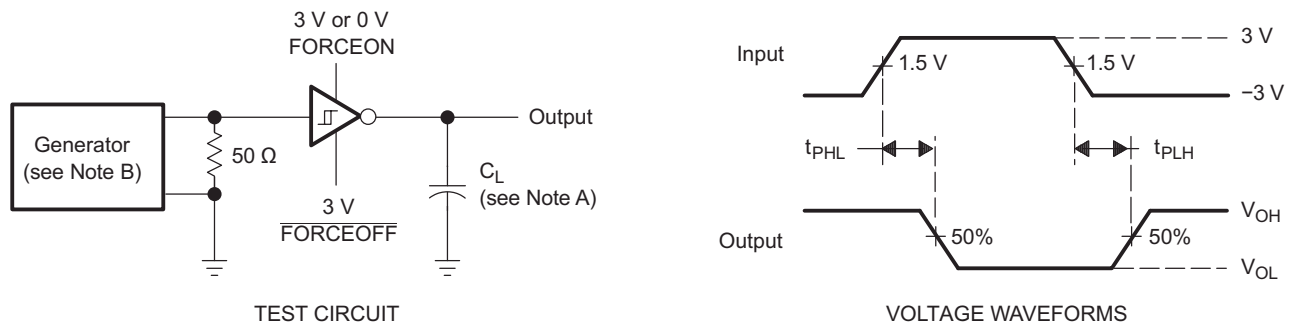 3 V or 0 V
FORCEON
Generator
(see Note B)
50 Ω
Output
C_L
(see Note A)
3 V
FORCEOFF
TEST CIRCUIT
Input
3 V
1.5 V
1.5 V
−3 V
t_PHL
t_PLH
Output
50%
50%
V_OH
V_OL
VOLTAGE WAVEFORMS